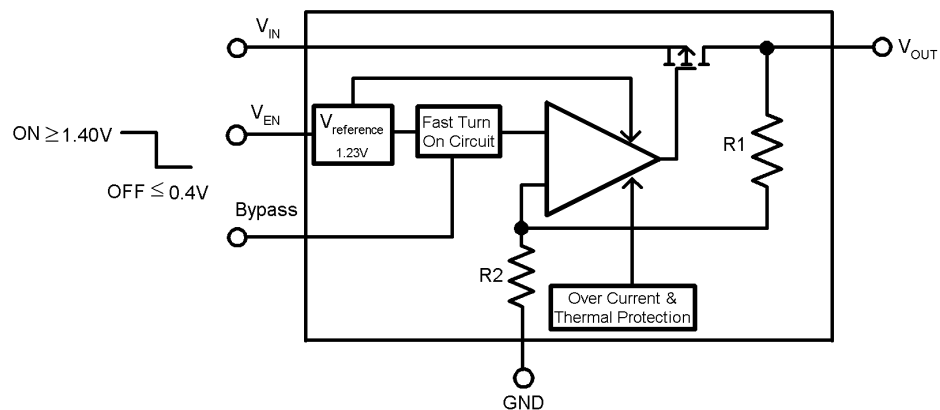 V_IN
V_OUT
V_EN
ON ≥1.40V
OFF ≤ 0.4V
V_reference
1.23V
Fast Turn
On Circuit
R1
Bypass
R2
Over Current &
Thermal Protection
GND